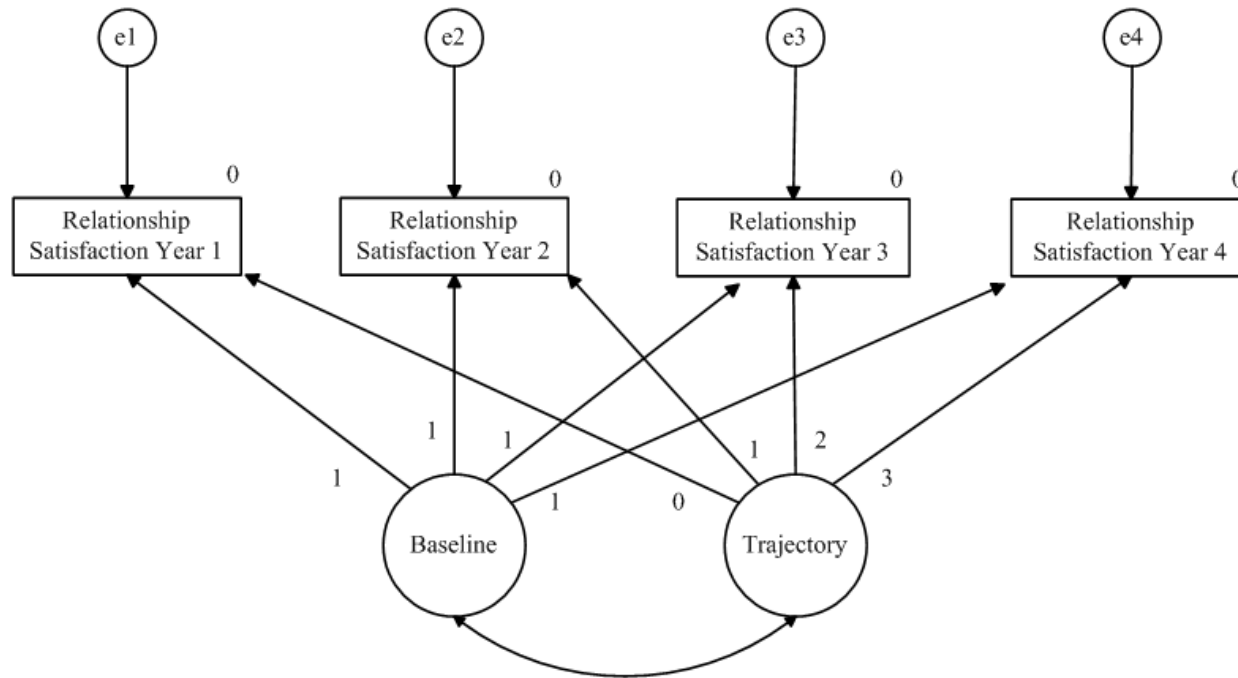 e1
e2
e3
e4
0
0
0
0
Relationship
Satisfaction Year 1
Relationship
Satisfaction Year 2
Relationship
Satisfaction Year 3
Relationship
Satisfaction Year 4
1
1
1
1
0
1
2
3
Baseline
Trajectory